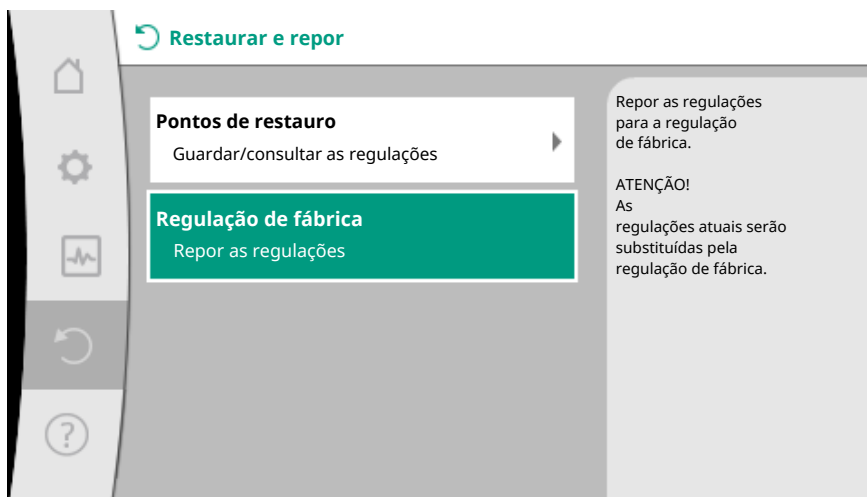 Restaurar e repor
Pontos de restauro
Guardar/consultar as regulações
Regulação de fábrica
Repor as regulações
Repor as regulações
para a regulação
de fábrica.
ATENÇÃO!
As
regulações atuais serão
substituídas pela
regulação de fábrica.
?